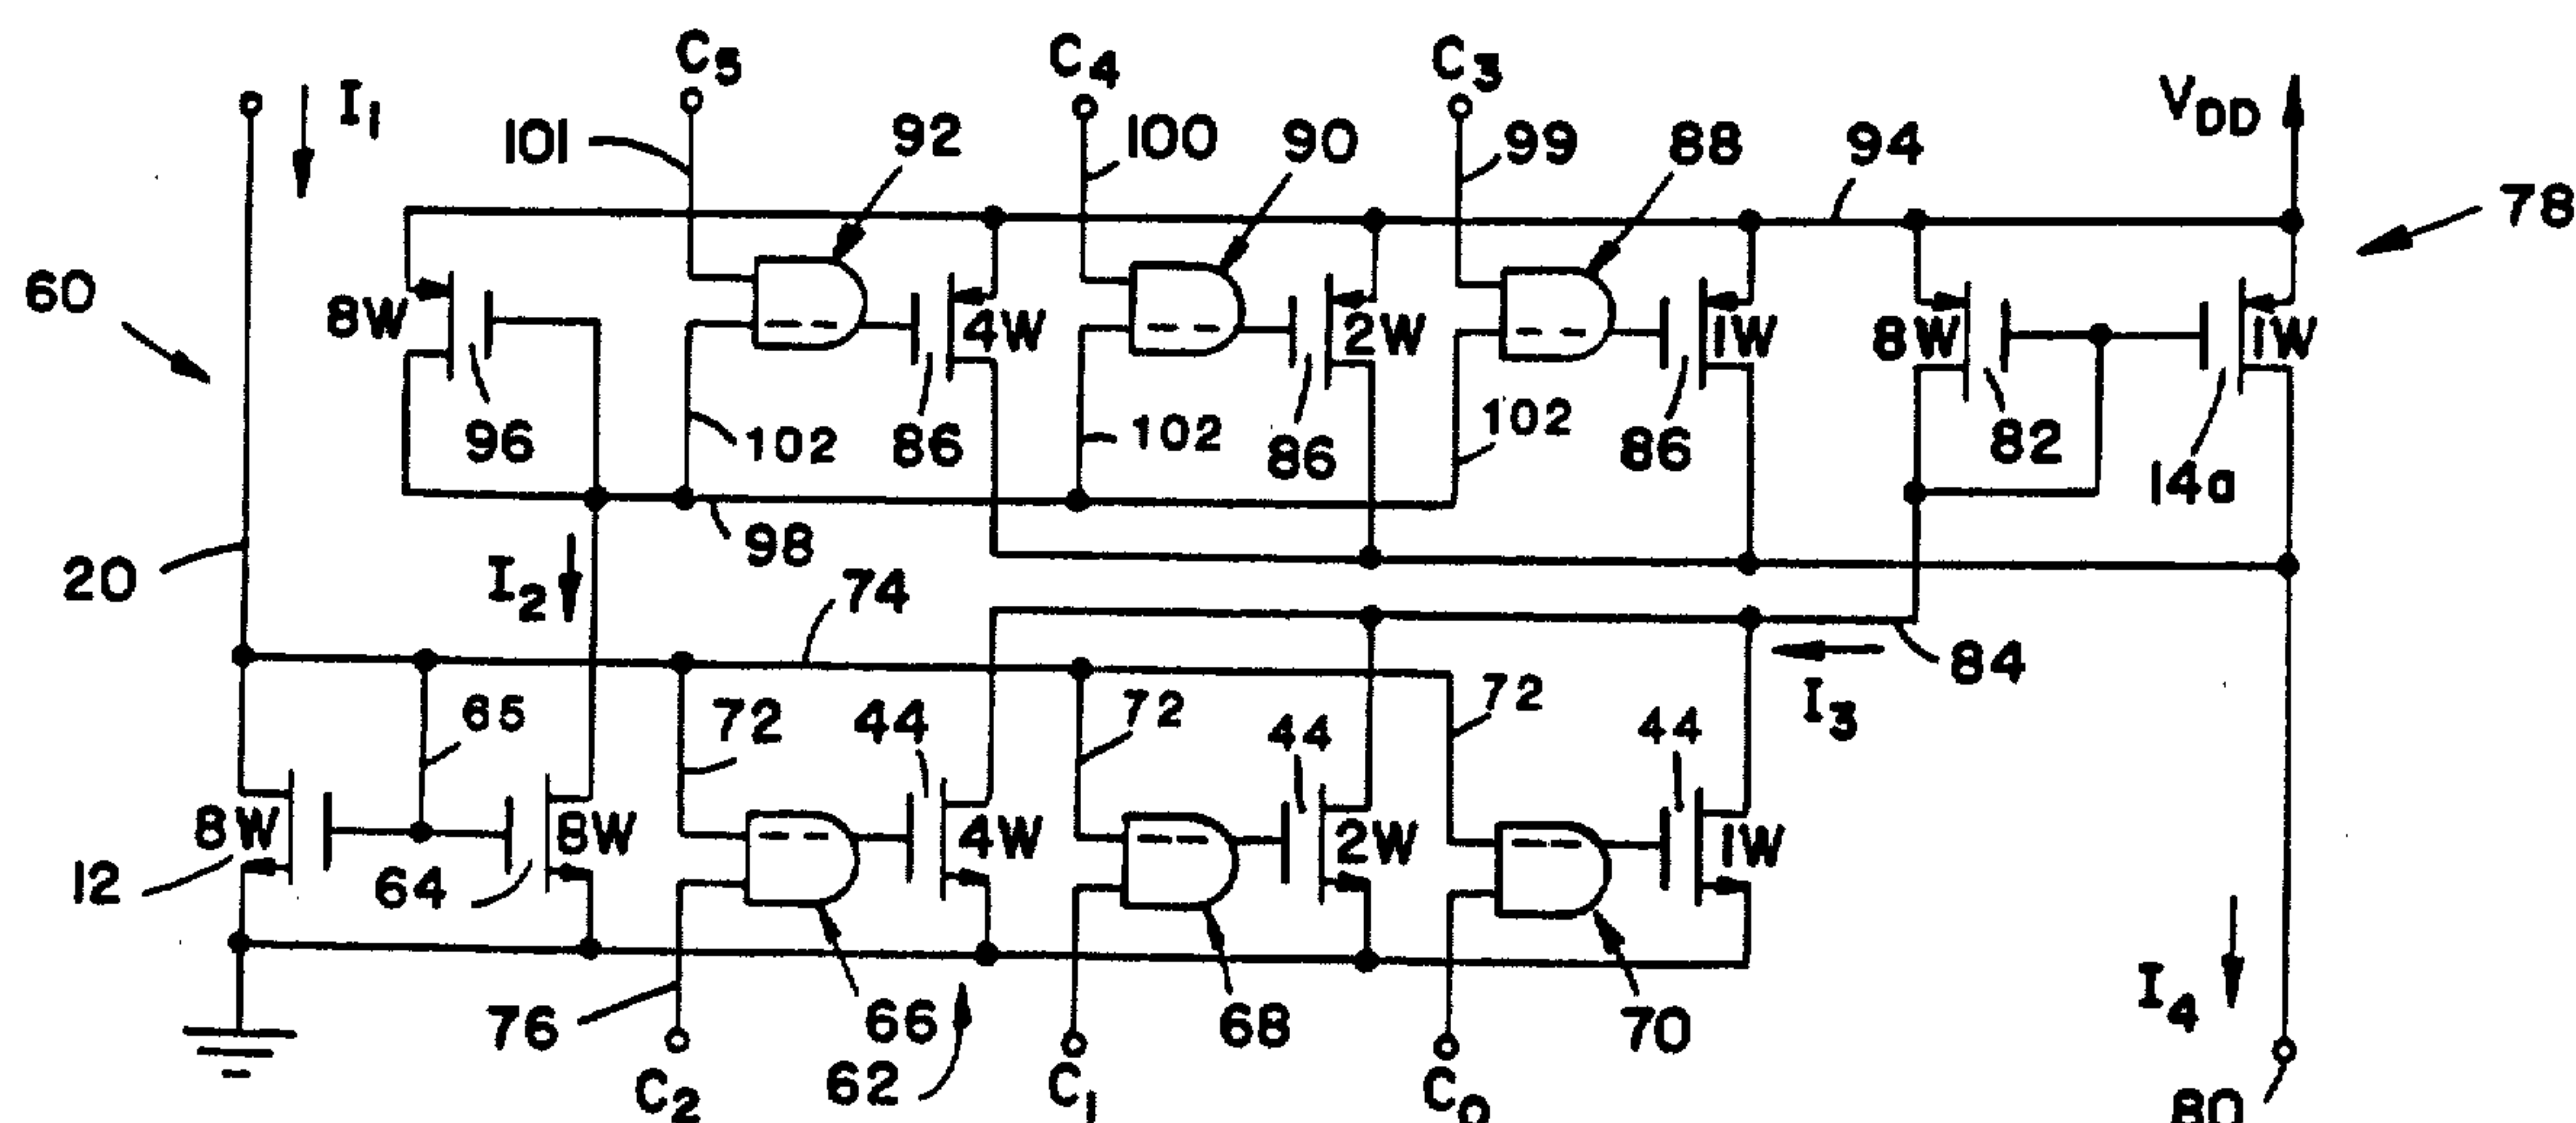 C5 C4 C3
I1 VDD
101 92 100 90 99 88 94
78
60
8W 4W 2W 1W 8W 1W
96 102 86 102 86 102 86 82 14a
98
20 I2 74
84
65 72 44 72 44 72 44 I3
8W 8W 4W 2W 1W
12 64
76 66 68 70 I4
62
C2 C1 C0 80